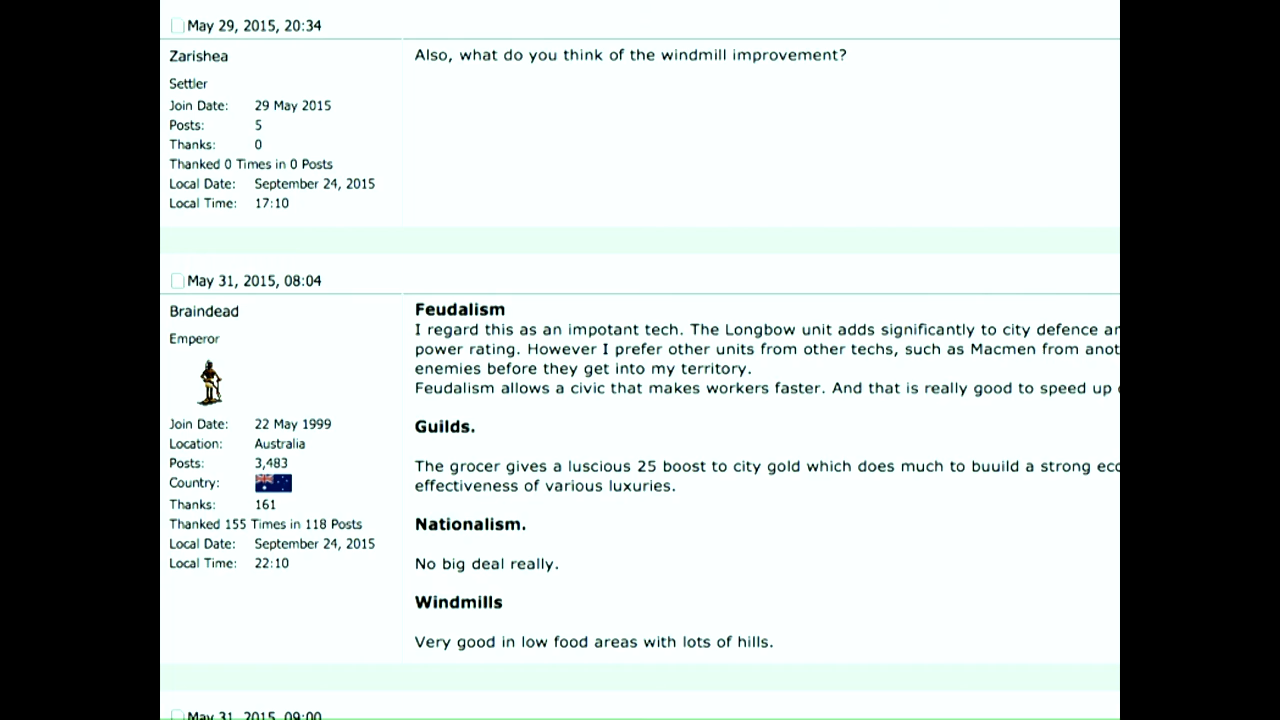 May 29, 2015, 20:34
Zarishea
Settler
Join Date: 29 May 2015
Posts: 5
Thanks: 0
Thanked 0 Times in 0 Posts
Local Date: September 24, 2015
Local Time: 17:10
Also, what do you think of the windmill improvement?
May 31, 2015, 08:04
Braindead
Emperor
Join Date: 22 May 1999
Location: Australia
Posts: 3,483
Country:
Thanks: 161
Thanked 155 Times in 118 Posts
Local Date: September 24, 2015
Local Time: 22:10
Feudalism
I regard this as an impotant tech. The Longbow unit adds significantly to city defence
power rating. However I prefer other units from other techs, such as Macmen from
enemies before they get into my territory.
Feudalism allows a civic that makes workers faster. And that is really good to speed up
Guilds.
The grocer gives a luscious 25 boost to city gold which does much to buuild a strong
effectiveness of various luxuries.
Nationalism.
No big deal really.
Windmills
Very good in low food areas with lots of hills.
May 31, 2015, 09:00